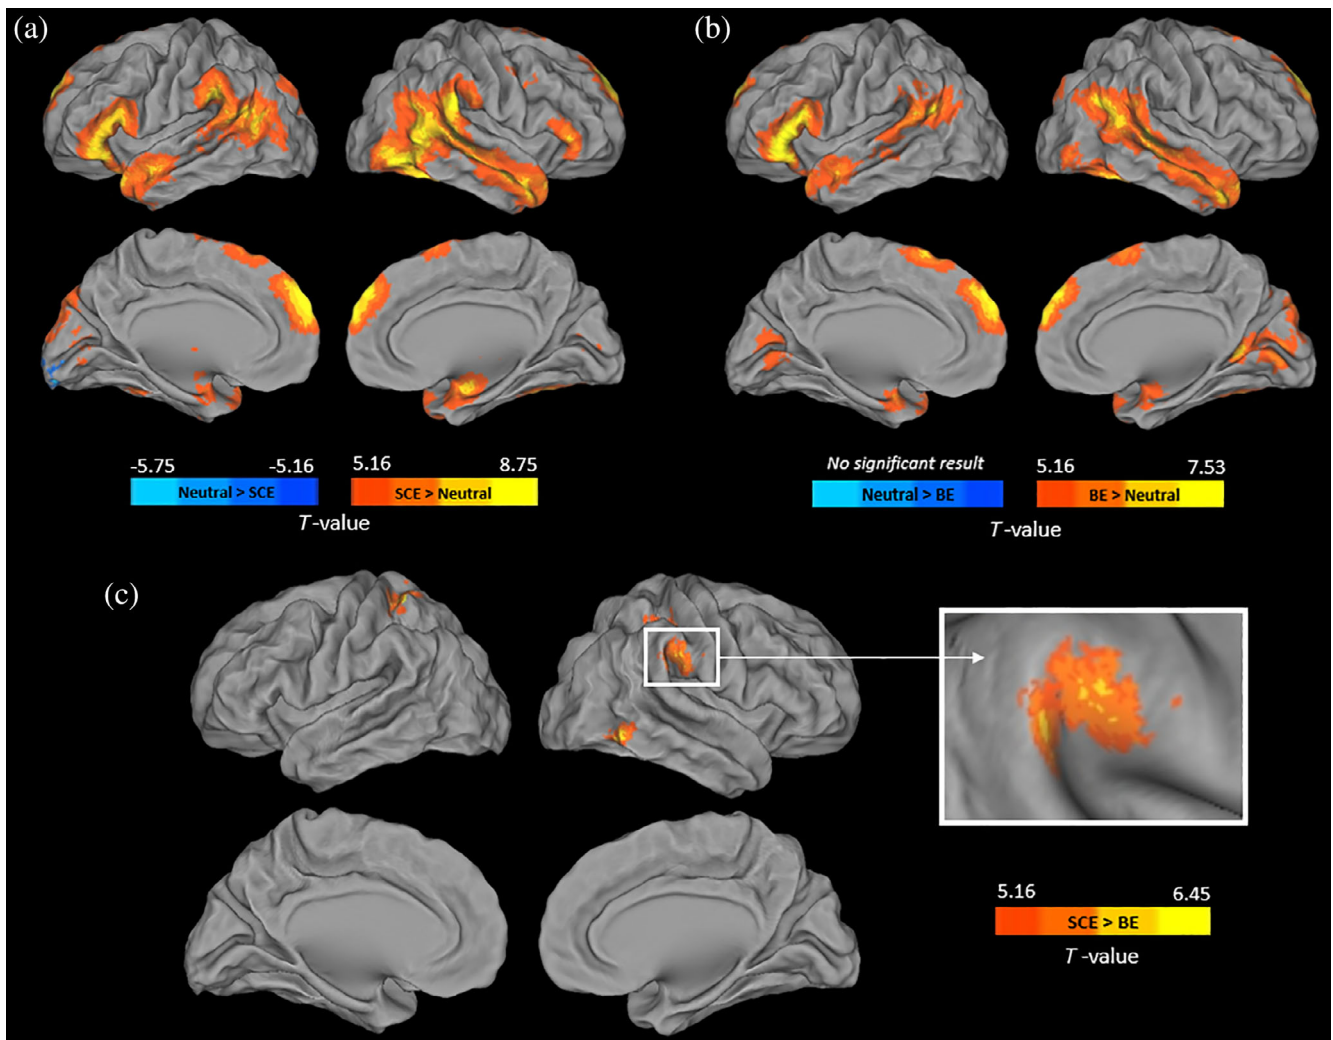 (a)
(b)
-5.75 -5.16 5.16 8.75
Neutral > SCE SCE > Neutral
T-value
No significant result 5.16 7.53
Neutral > BE BE > Neutral
T-value
(c)
5.16 6.45
SCE > BE
T-value